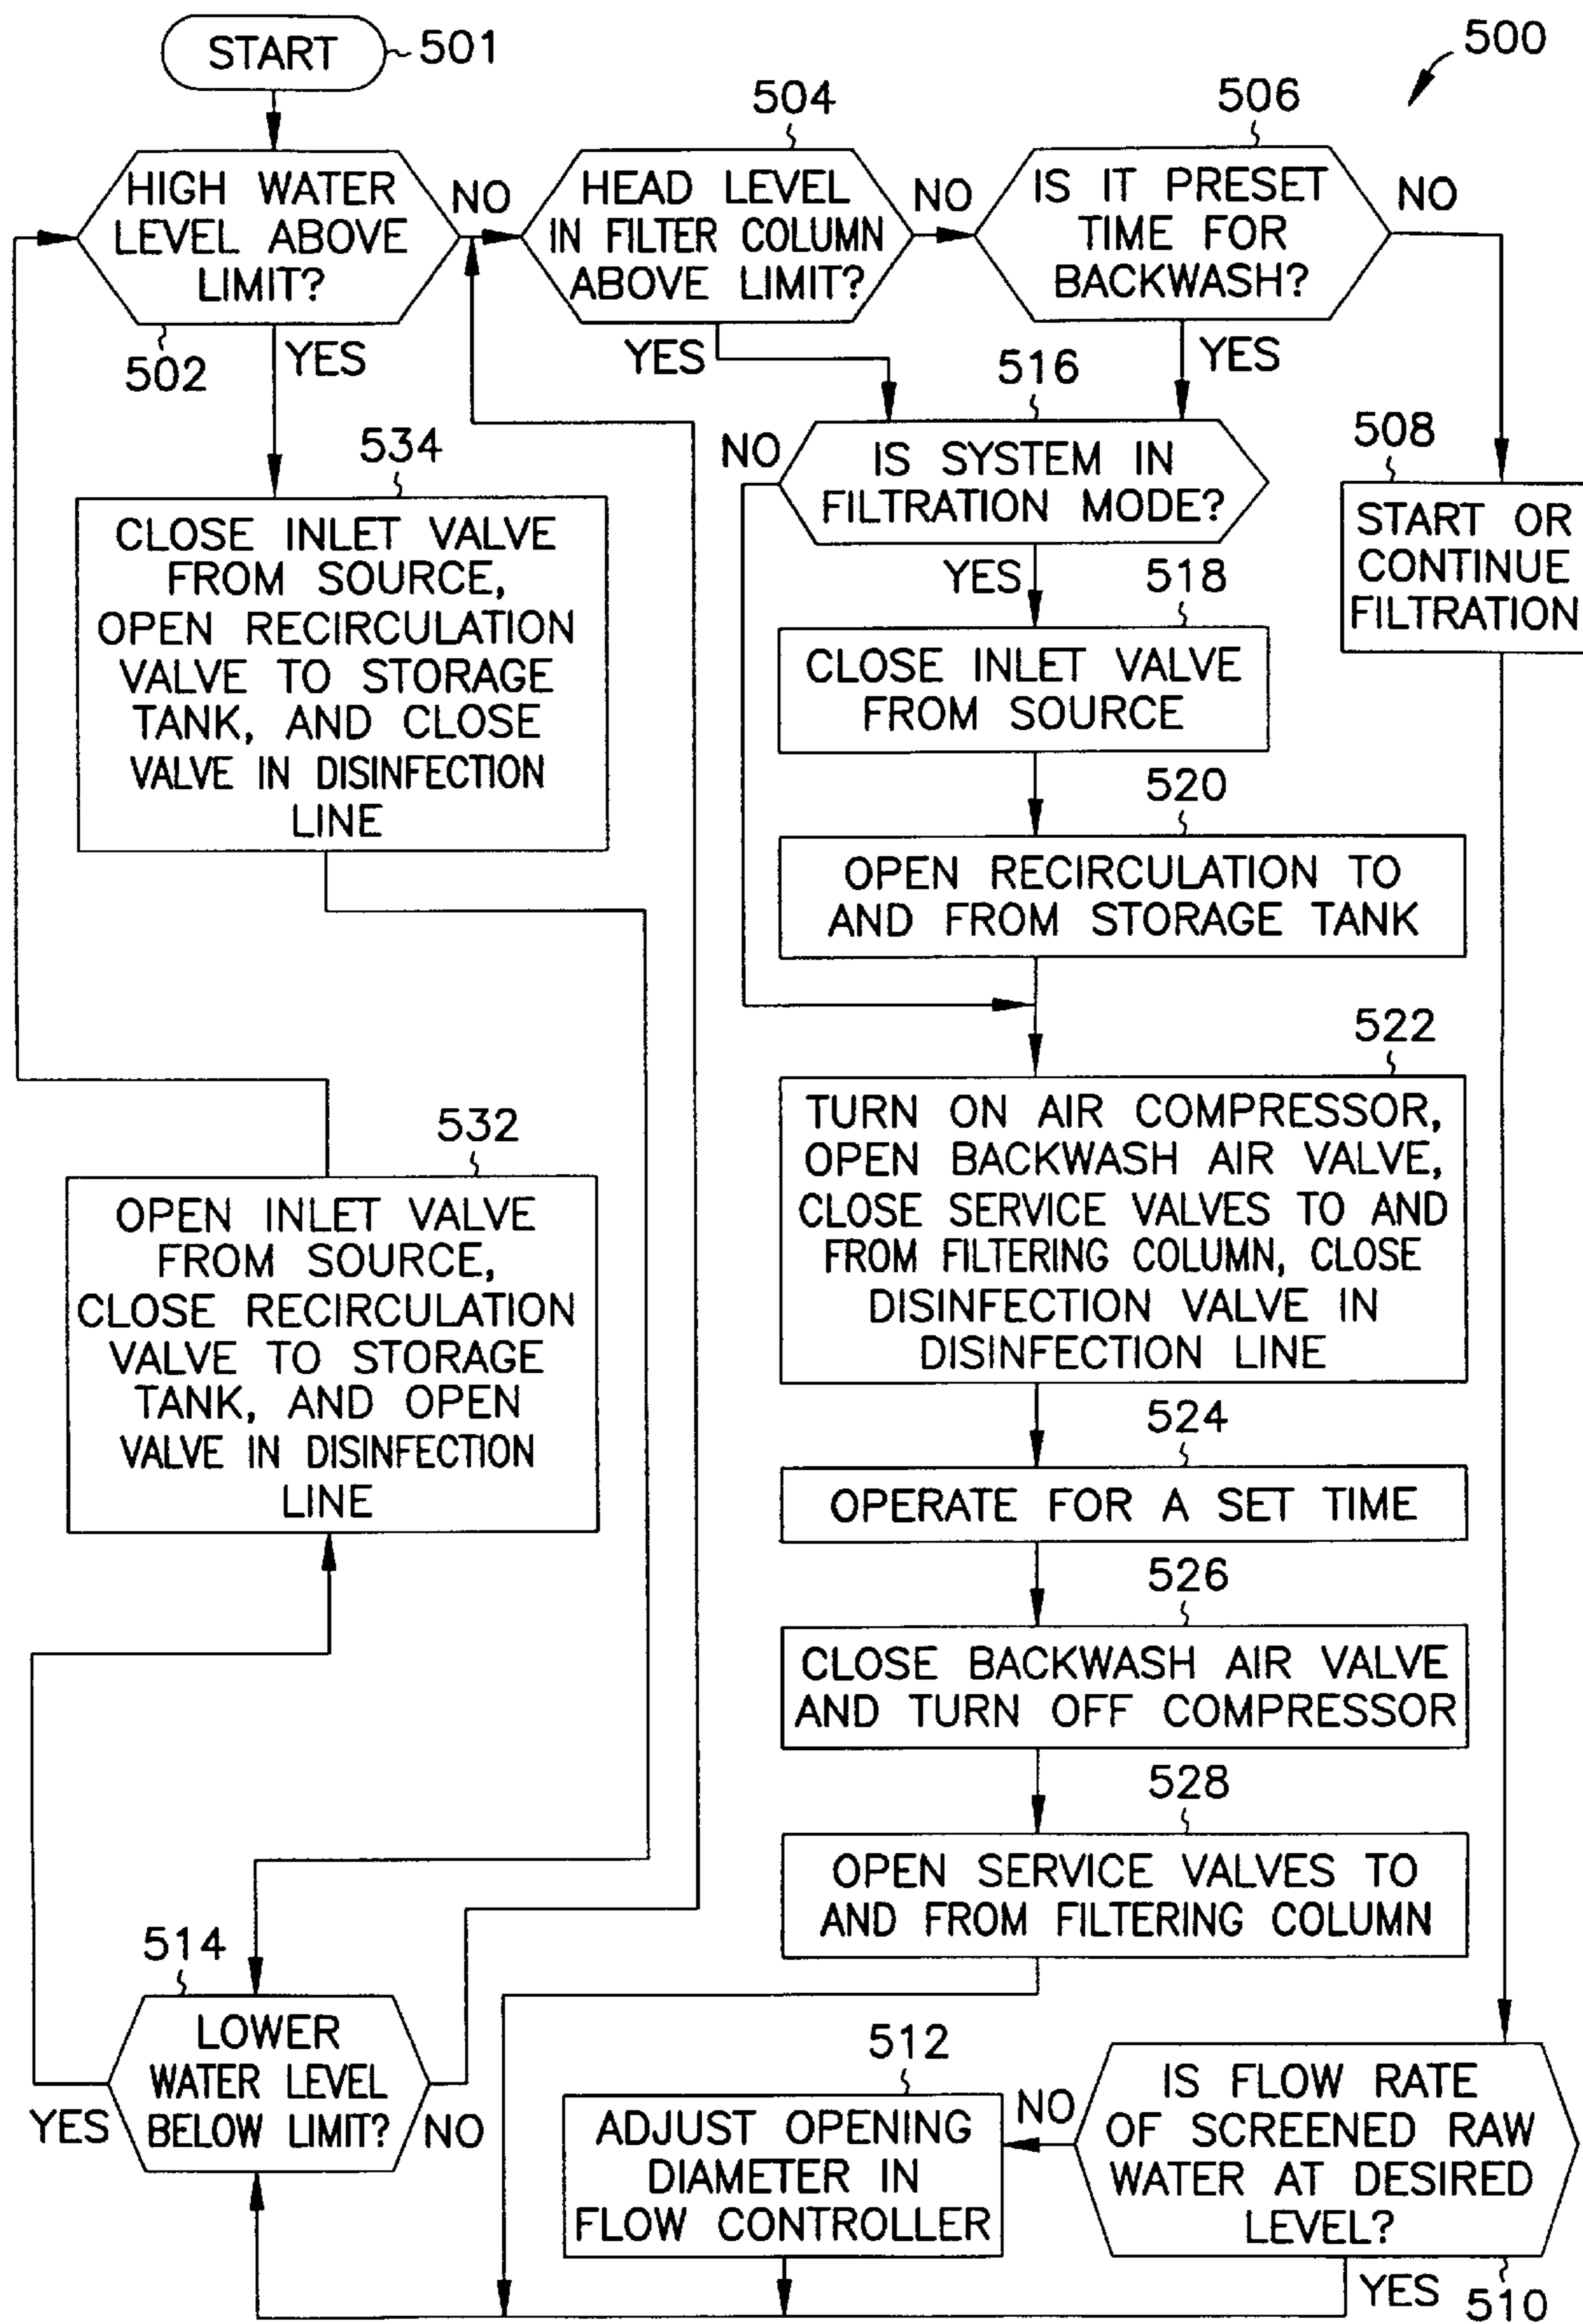 500
START
501
502
HIGH WATER
LEVEL ABOVE
LIMIT?
NO
YES
504
HEAD LEVEL
IN FILTER COLUMN
ABOVE LIMIT?
NO
YES
506
IS IT PRESET
TIME FOR
BACKWASH?
NO
YES
534
CLOSE INLET VALVE
FROM SOURCE,
OPEN RECIRCULATION
VALVE TO STORAGE
TANK, AND CLOSE
VALVE IN DISINFECTION
LINE
516
IS SYSTEM IN
FILTRATION MODE?
NO
YES
508
START OR
CONTINUE
FILTRATION
518
CLOSE INLET VALVE
FROM SOURCE
520
OPEN RECIRCULATION TO
AND FROM STORAGE TANK
522
TURN ON AIR COMPRESSOR,
OPEN BACKWASH AIR VALVE,
CLOSE SERVICE VALVES TO AND
FROM FILTERING COLUMN, CLOSE
DISINFECTION VALVE IN
DISINFECTION LINE
532
OPEN INLET VALVE
FROM SOURCE,
CLOSE RECIRCULATION
VALVE TO STORAGE
TANK, AND OPEN
VALVE IN DISINFECTION
LINE
524
OPERATE FOR A SET TIME
526
CLOSE BACKWASH AIR VALVE
AND TURN OFF COMPRESSOR
528
OPEN SERVICE VALVES TO
AND FROM FILTERING COLUMN
514
LOWER
WATER LEVEL
BELOW LIMIT?
YES
NO
512
ADJUST OPENING
DIAMETER IN
FLOW CONTROLLER
NO
IS FLOW RATE
OF SCREENED RAW
WATER AT DESIRED
LEVEL?
YES
510